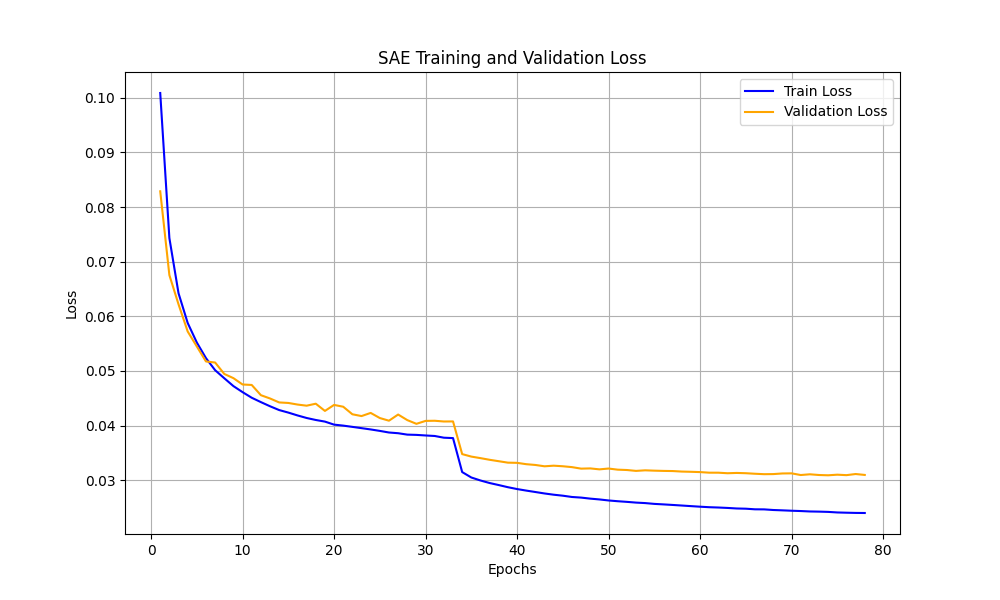 SAE Training and Validation Loss
Train Loss
Validation Loss
0.10
0.09
0.08
0.07
0.06
0.05
0.04
0.03
Loss
0 10 20 30 40 50 60 70 80
Epochs